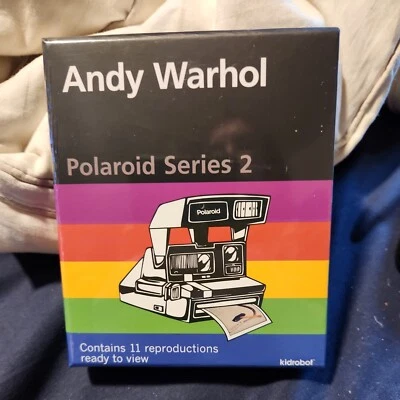 Andy Warhol
Polaroid Series 2
Polaroid
Contains 11 reproductions
ready to view
kidrobot